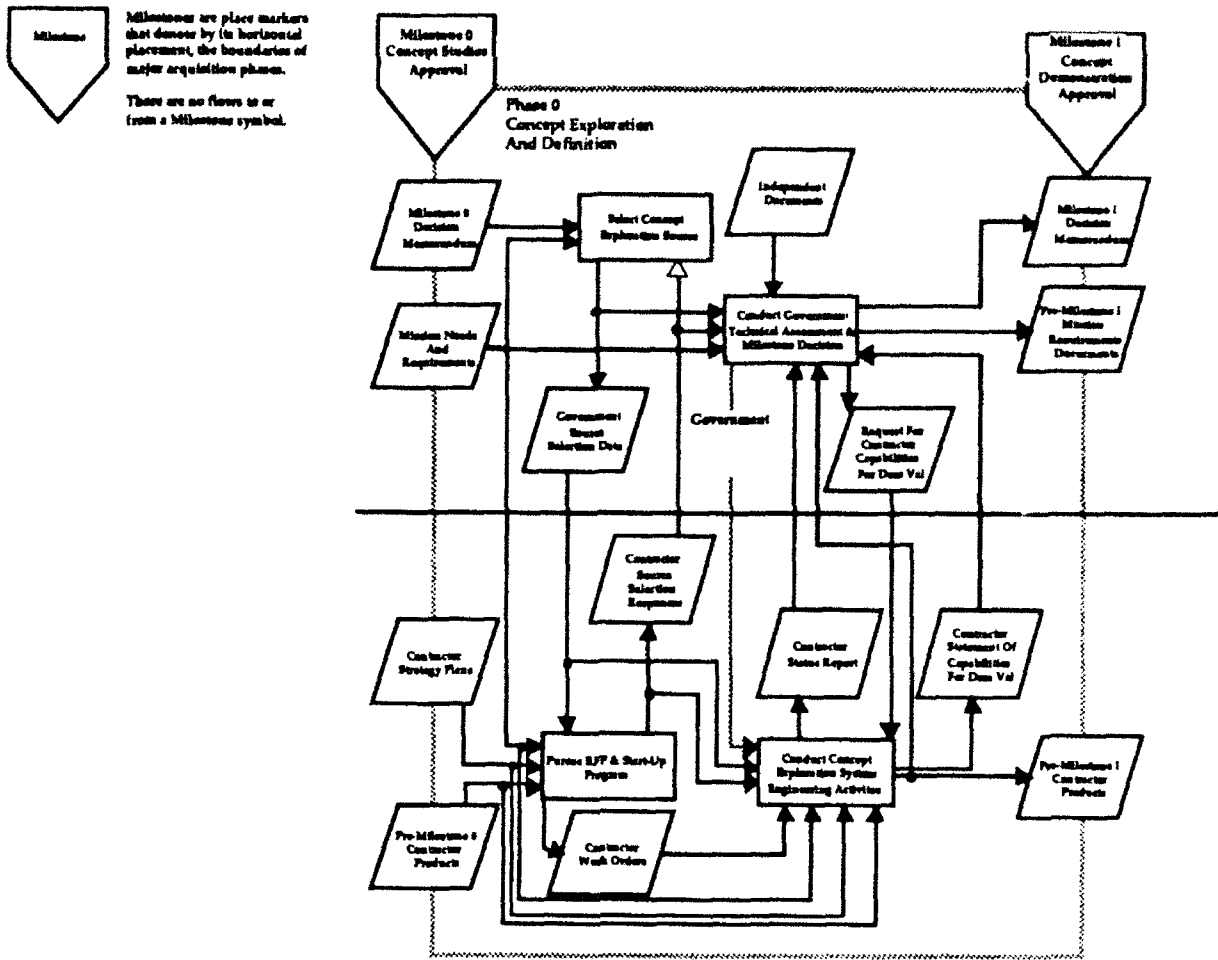 Milestone
Milestones are place markers
that denote by its horizontal
placement, the boundaries of
major acquisition phases.
There are no flows to or
from a Milestone symbol.
Milestone 0
Concept Studies
Approval
Milestone 1
Concept
Demonstration
Approval
Phase 0
Concept Exploration
And Definition
Milestone 0
Decision
Memorandum
Select Concept
Exploration Source
Independent
Documents
Milestone 1
Decision
Memorandum
Mission Needs
And
Requirements
Conduct Government
Technical Assessment &
Milestone Decision
Pre-Milestone 1
Mission
Requirements
Documents
Government
Source
Selection Data
Government
Request For
Contractor
Capabilities
For Dem Val
Contractor
Source
Selection
Responses
Contractor
Strategy Plans
Contractor
Status Report
Contractor
Statement Of
Capabilities
For Dem Val
Pursue RFP & Start-Up
Program
Conduct Concept
Exploration System
Engineering Activities
Pre-Milestone 1
Contractor
Products
Pre-Milestone 0
Contractor
Products
Contractor
Work Orders